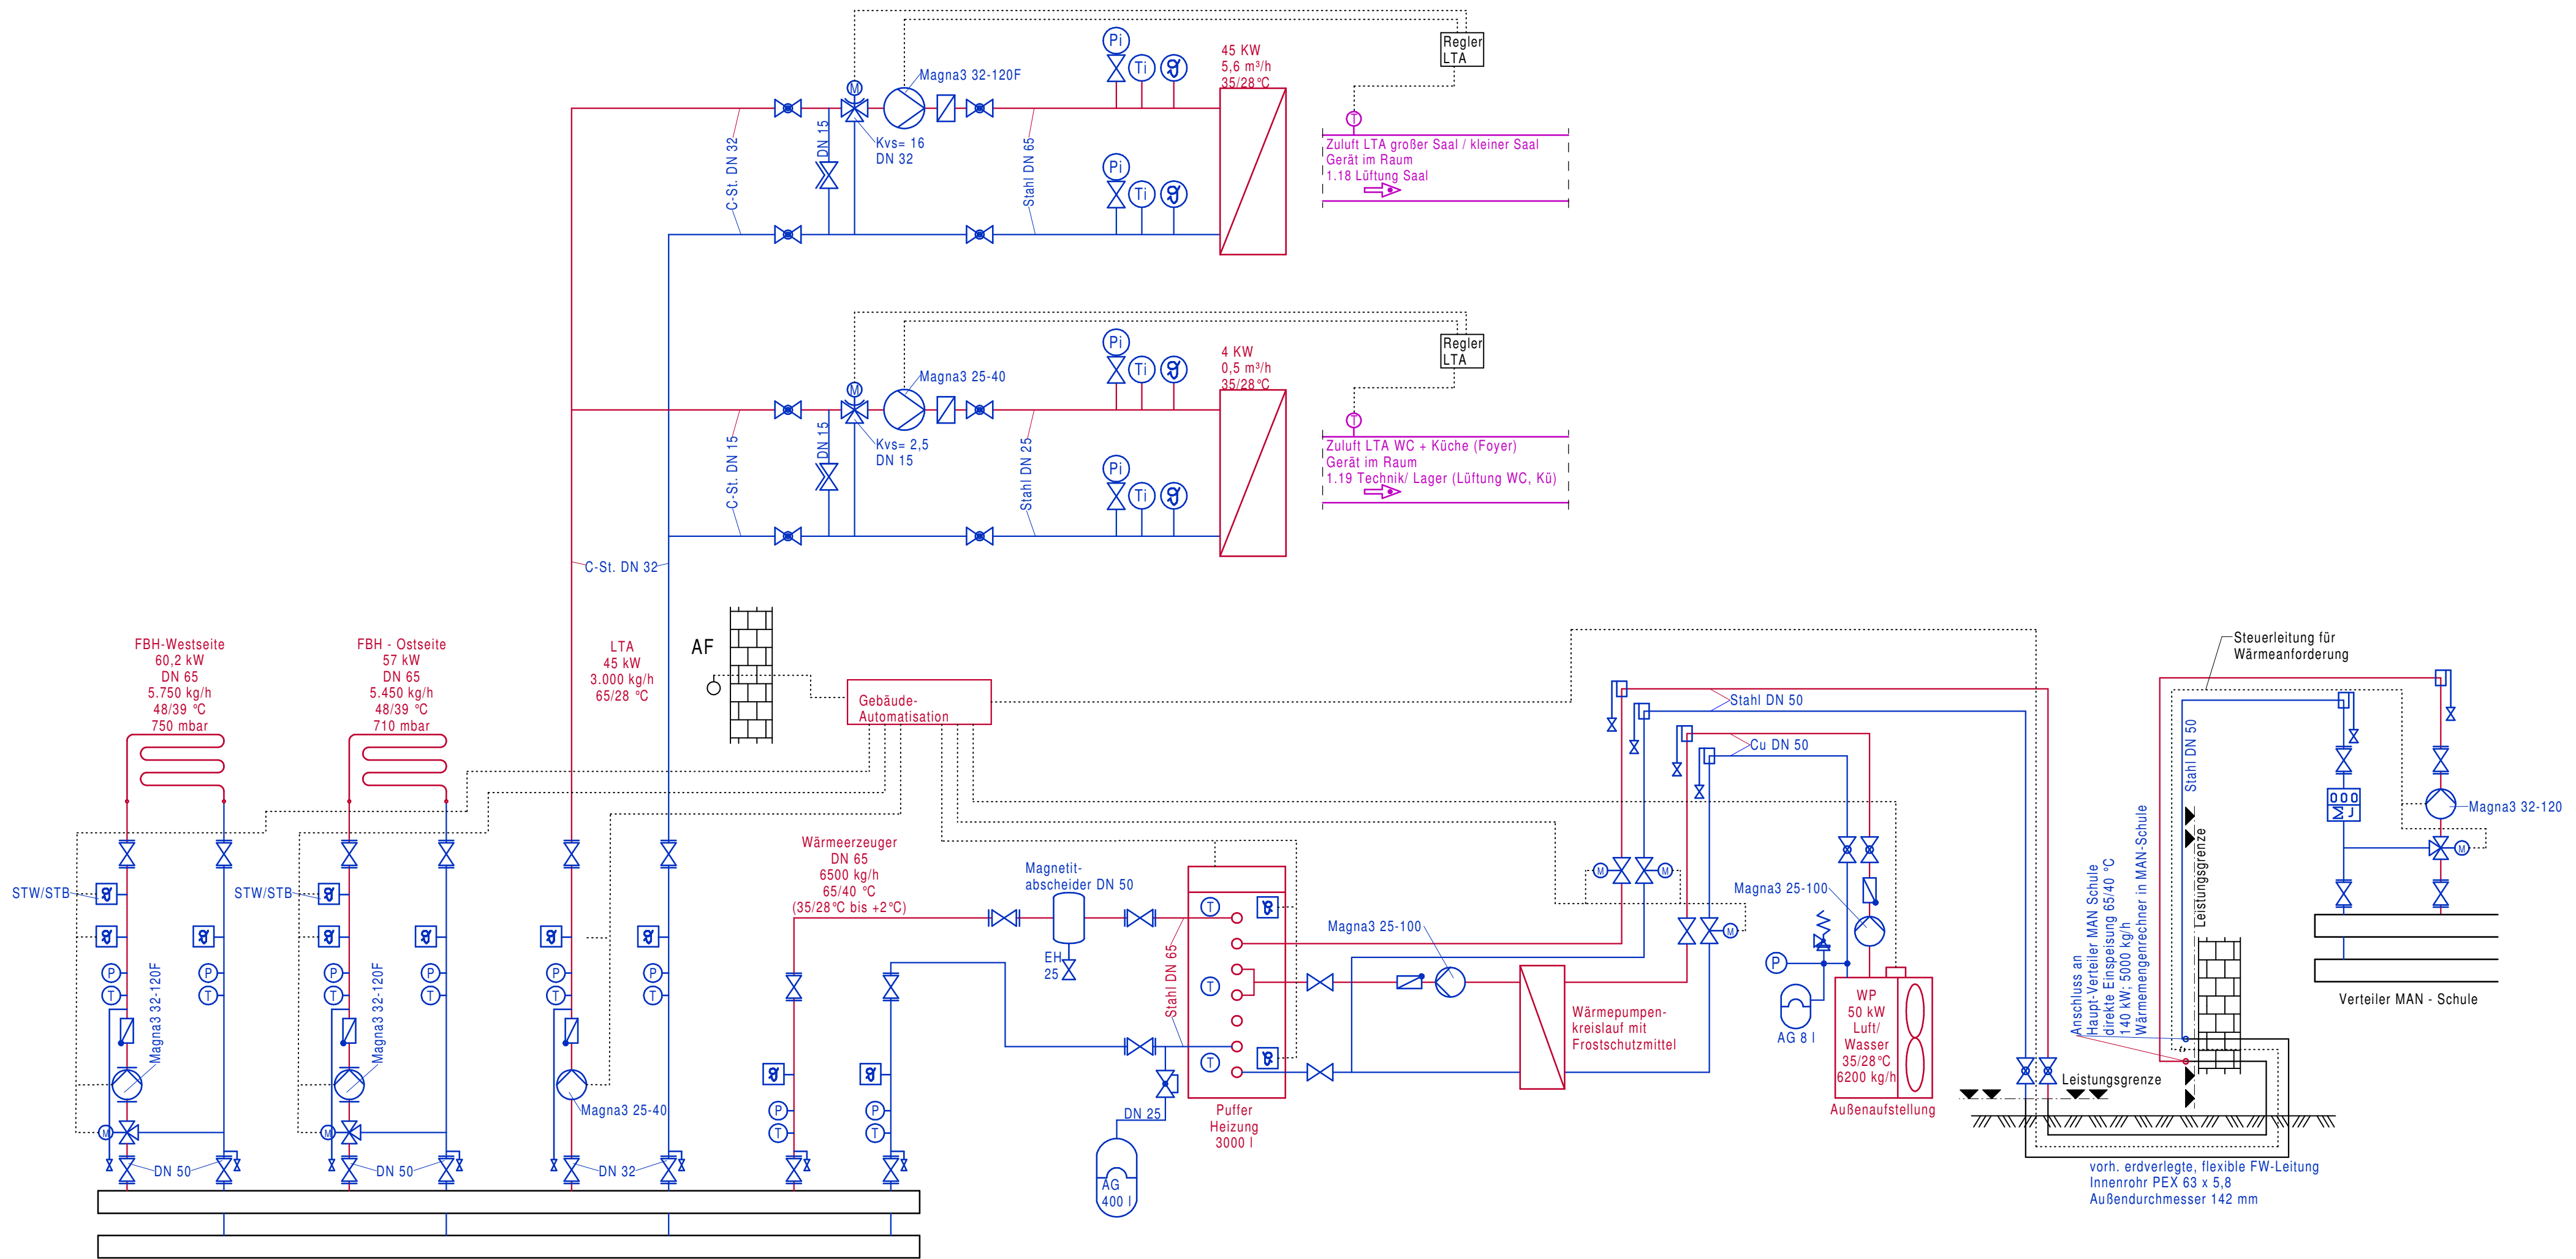 Pi
Ti
Magna3 32-120F
M
45 KW
5,6 m³/h
35/28°C
Regler
LTA
DN 15
Kvs= 16
DN 32
C-St. DN 32
Stahl DN 65
Pi
Ti
T
Zuluft LTA großer Saal / kleiner Saal
Gerät im Raum
1.18 Lüftung Saal
Pi
Ti
Magna3 25-40
M
4 KW
0,5 m³/h
35/28°C
Regler
LTA
DN 15
Kvs= 2,5
DN 15
C-St. DN 15
Stahl DN 25
Pi
Ti
T
Zuluft LTA WC + Küche (Foyer)
Gerät im Raum
1.19 Technik/ Lager (Lüftung WC, Kü)
C-St. DN 32
FBH-Westseite
60,2 kW
DN 65
5.750 kg/h
48/39 °C
750 mbar
FBH - Ostseite
57 kW
DN 65
5.450 kg/h
48/39 °C
710 mbar
LTA
45 kW
3.000 kg/h
65/28 °C
AF
Gebäude-
Automatisation
STW/STB
P
T
P
T
Magna3 32-120F
M
DN 50
STW/STB
P
T
P
T
Magna3 32-120F
M
DN 50
P
T
P
T
Magna3 25-40
DN 32
Wärmeerzeuger
DN 65
6500 kg/h
65/40 °C
(35/28°C bis +2°C)
P
T
P
T
Magnetit-
abscheider DN 50
EH
25
Stahl DN 65
DN 25
AG
400 l
T
T
T
Puffer
Heizung
3000 l
Magna3 25-100
Wärmepumpen-
kreislauf mit
Frostschutzmittel
Stahl DN 50
Cu DN 50
M
M
M
Magna3 25-100
P
AG 8 l
WP
50 kW
Luft/
Wasser
35/28°C
6200 kg/h
Außenaufstellung
Steuerleitung für
Wärmeanforderung
Stahl DN 50
Leistungsgrenze
Anschluss an
Haupt-Verteiler MAN Schule
direkte Einspeisung 65/40 °C
140 kW; 5000 kg/h
Wärmemengenrechner in MAN-Schule
Leistungsgrenze
000
MJ
Magna3 32-120
M
Verteiler MAN - Schule
vorh. erdverlegte, flexible FW-Leitung
Innenrohr PEX 63 x 5,8
Außendurchmesser 142 mm